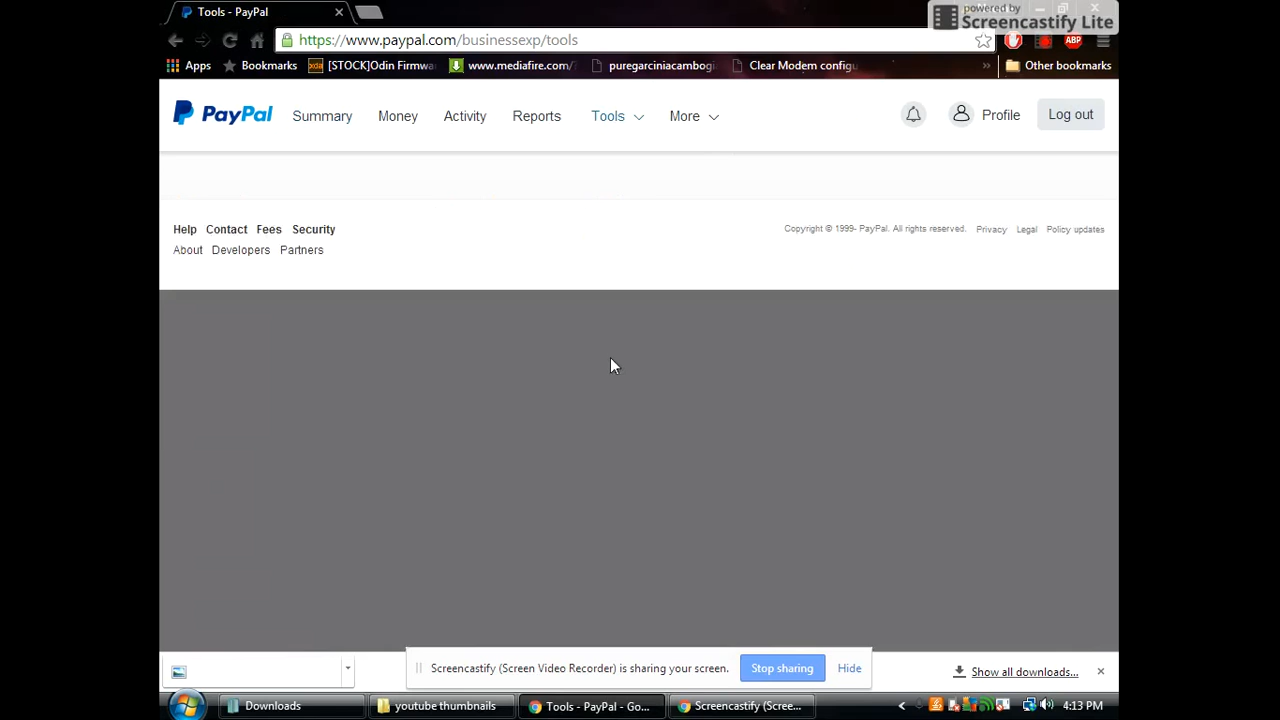 Tools - PayPal
powered by
Screencastify Lite
https://www.paypal.com/businessexp/tools
Apps
Bookmarks
[STOCK]Odin Firmwa
www.mediafire.com/?
puregarciniacambogi
Clear Modem configu
»
Other bookmarks
PayPal
Summary
Money
Activity
Reports
Tools
More
Profile
Log out
Help Contact Fees Security
Copyright © 1999- PayPal. All rights reserved. Privacy Legal Policy updates
About Developers Partners
Screencastify (Screen Video Recorder) is sharing your screen.
Stop sharing
Hide
Show all downloads...
Downloads
youtube thumbnails
Tools - PayPal - Go...
Screencastify (Scree...
4:13 PM